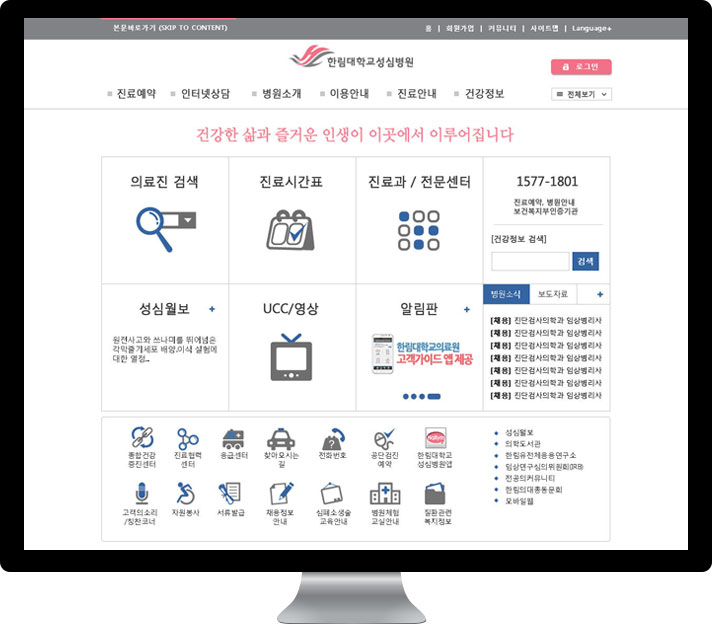 본문바로가기 (SKIP TO CONTENT)
홈 | 회원가입 | 커뮤니티 | 사이트맵 | Language+
한림대학교성심병원
로그인
진료예약 인터넷상담 병원소개 이용안내 진료안내 건강정보
전체보기
건강한 삶과 즐거운 인생이 이곳에서 이루어집니다
의료진 검색
진료시간표
진료과 / 전문센터
1577-1801
진료예약, 병원안내
보건복지부인증기관
[건강정보 검색]
검색
성심월보 +
원전사고와 쓰나미를 뛰어넘은
각막줄기세포 배양.이식 실험에
대한 열정..
UCC/영상
알림판 +
한림대학교의료원
고객가이드 앱 제공
병원소식 보도자료 +
[채용] 진단검사의학과 임상병리사
[채용] 진단검사의학과 임상병리사
[채용] 진단검사의학과 임상병리사
[채용] 진단검사의학과 임상병리사
[채용] 진단검사의학과 임상병리사
[채용] 진단검사의학과 임상병리사
[채용] 진단검사의학과 임상병리사
종합건강
증진센터
진료협력
센터
응급센터
찾아오시는
길
전화번호
공단검진
예약
한림대학교
성심병원앱
고객의소리
/칭찬코너
자원봉사
서류발급
채용정보
안내
심폐소생술
교육안내
병원체험
교실안내
질환관련
복지정보
성심월보
의학도서관
한림유전체응용연구소
임상연구심의위원회(IRB)
전공의커뮤니티
한림의대총동문회
모바일웹